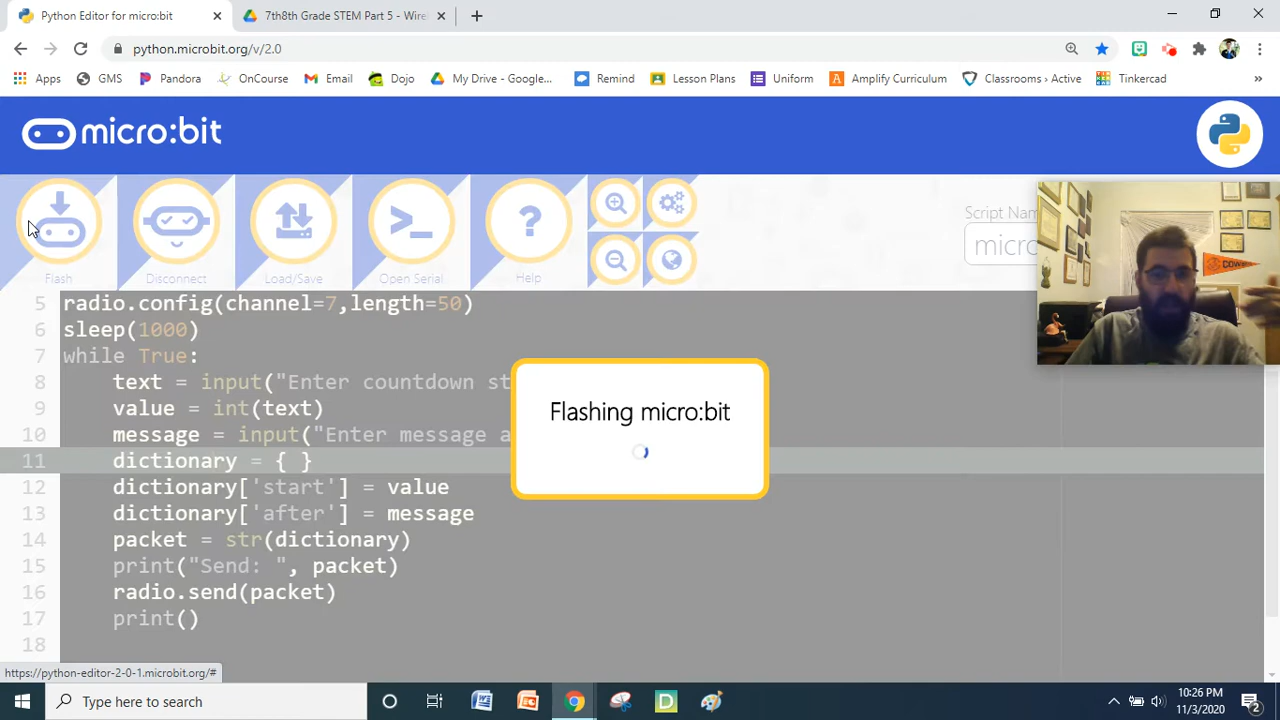 Python Editor for micro:bit
7th8th Grade STEM Part 5 - Wire
python.microbit.org/v/2.0
Apps GMS Pandora OnCourse Email Dojo My Drive - Google... Remind Lesson Plans Uniform Amplify Curriculum Classrooms › Active Tinkercad »
micro:bit
Flash Disconnect Load/Save Open Serial Help
Script Nam
micro
5 radio.config(channel=7,length=50)
6 sleep(1000)
7 while True:
8 text = input("Enter countdown st
9 value = int(text)
10 message = input("Enter message a
11 dictionary = { }
12 dictionary['start'] = value
13 dictionary['after'] = message
14 packet = str(dictionary)
15 print("Send: ", packet)
16 radio.send(packet)
17 print()
18
Flashing micro:bit
https://python-editor-2-0-1.microbit.org/#
Type here to search
10:26 PM
11/3/2020
2